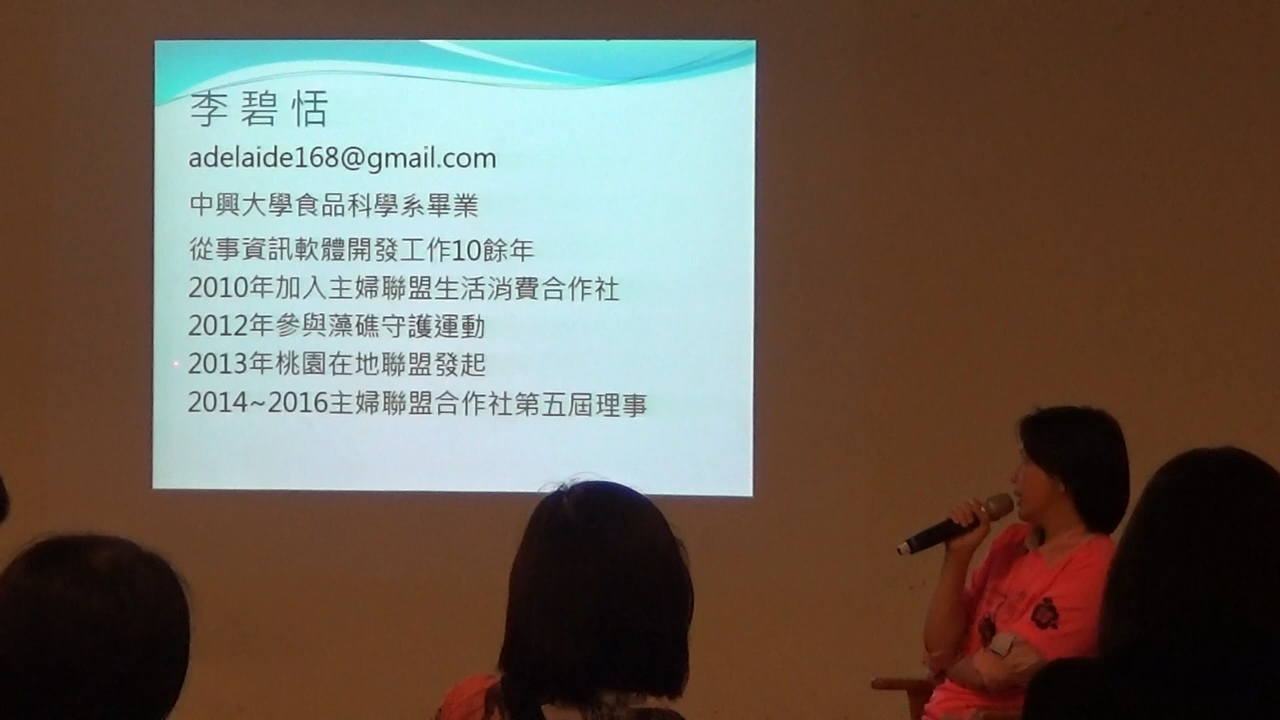 李碧恬
adelaide168@gmail.com
中興大學食品科學系畢業
從事資訊軟體開發工作10餘年
2010年加入主婦聯盟生活消費合作社
2012年參與藻礁守護運動
2013年桃園在地聯盟發起
2014~2016主婦聯盟合作社第五屆理事